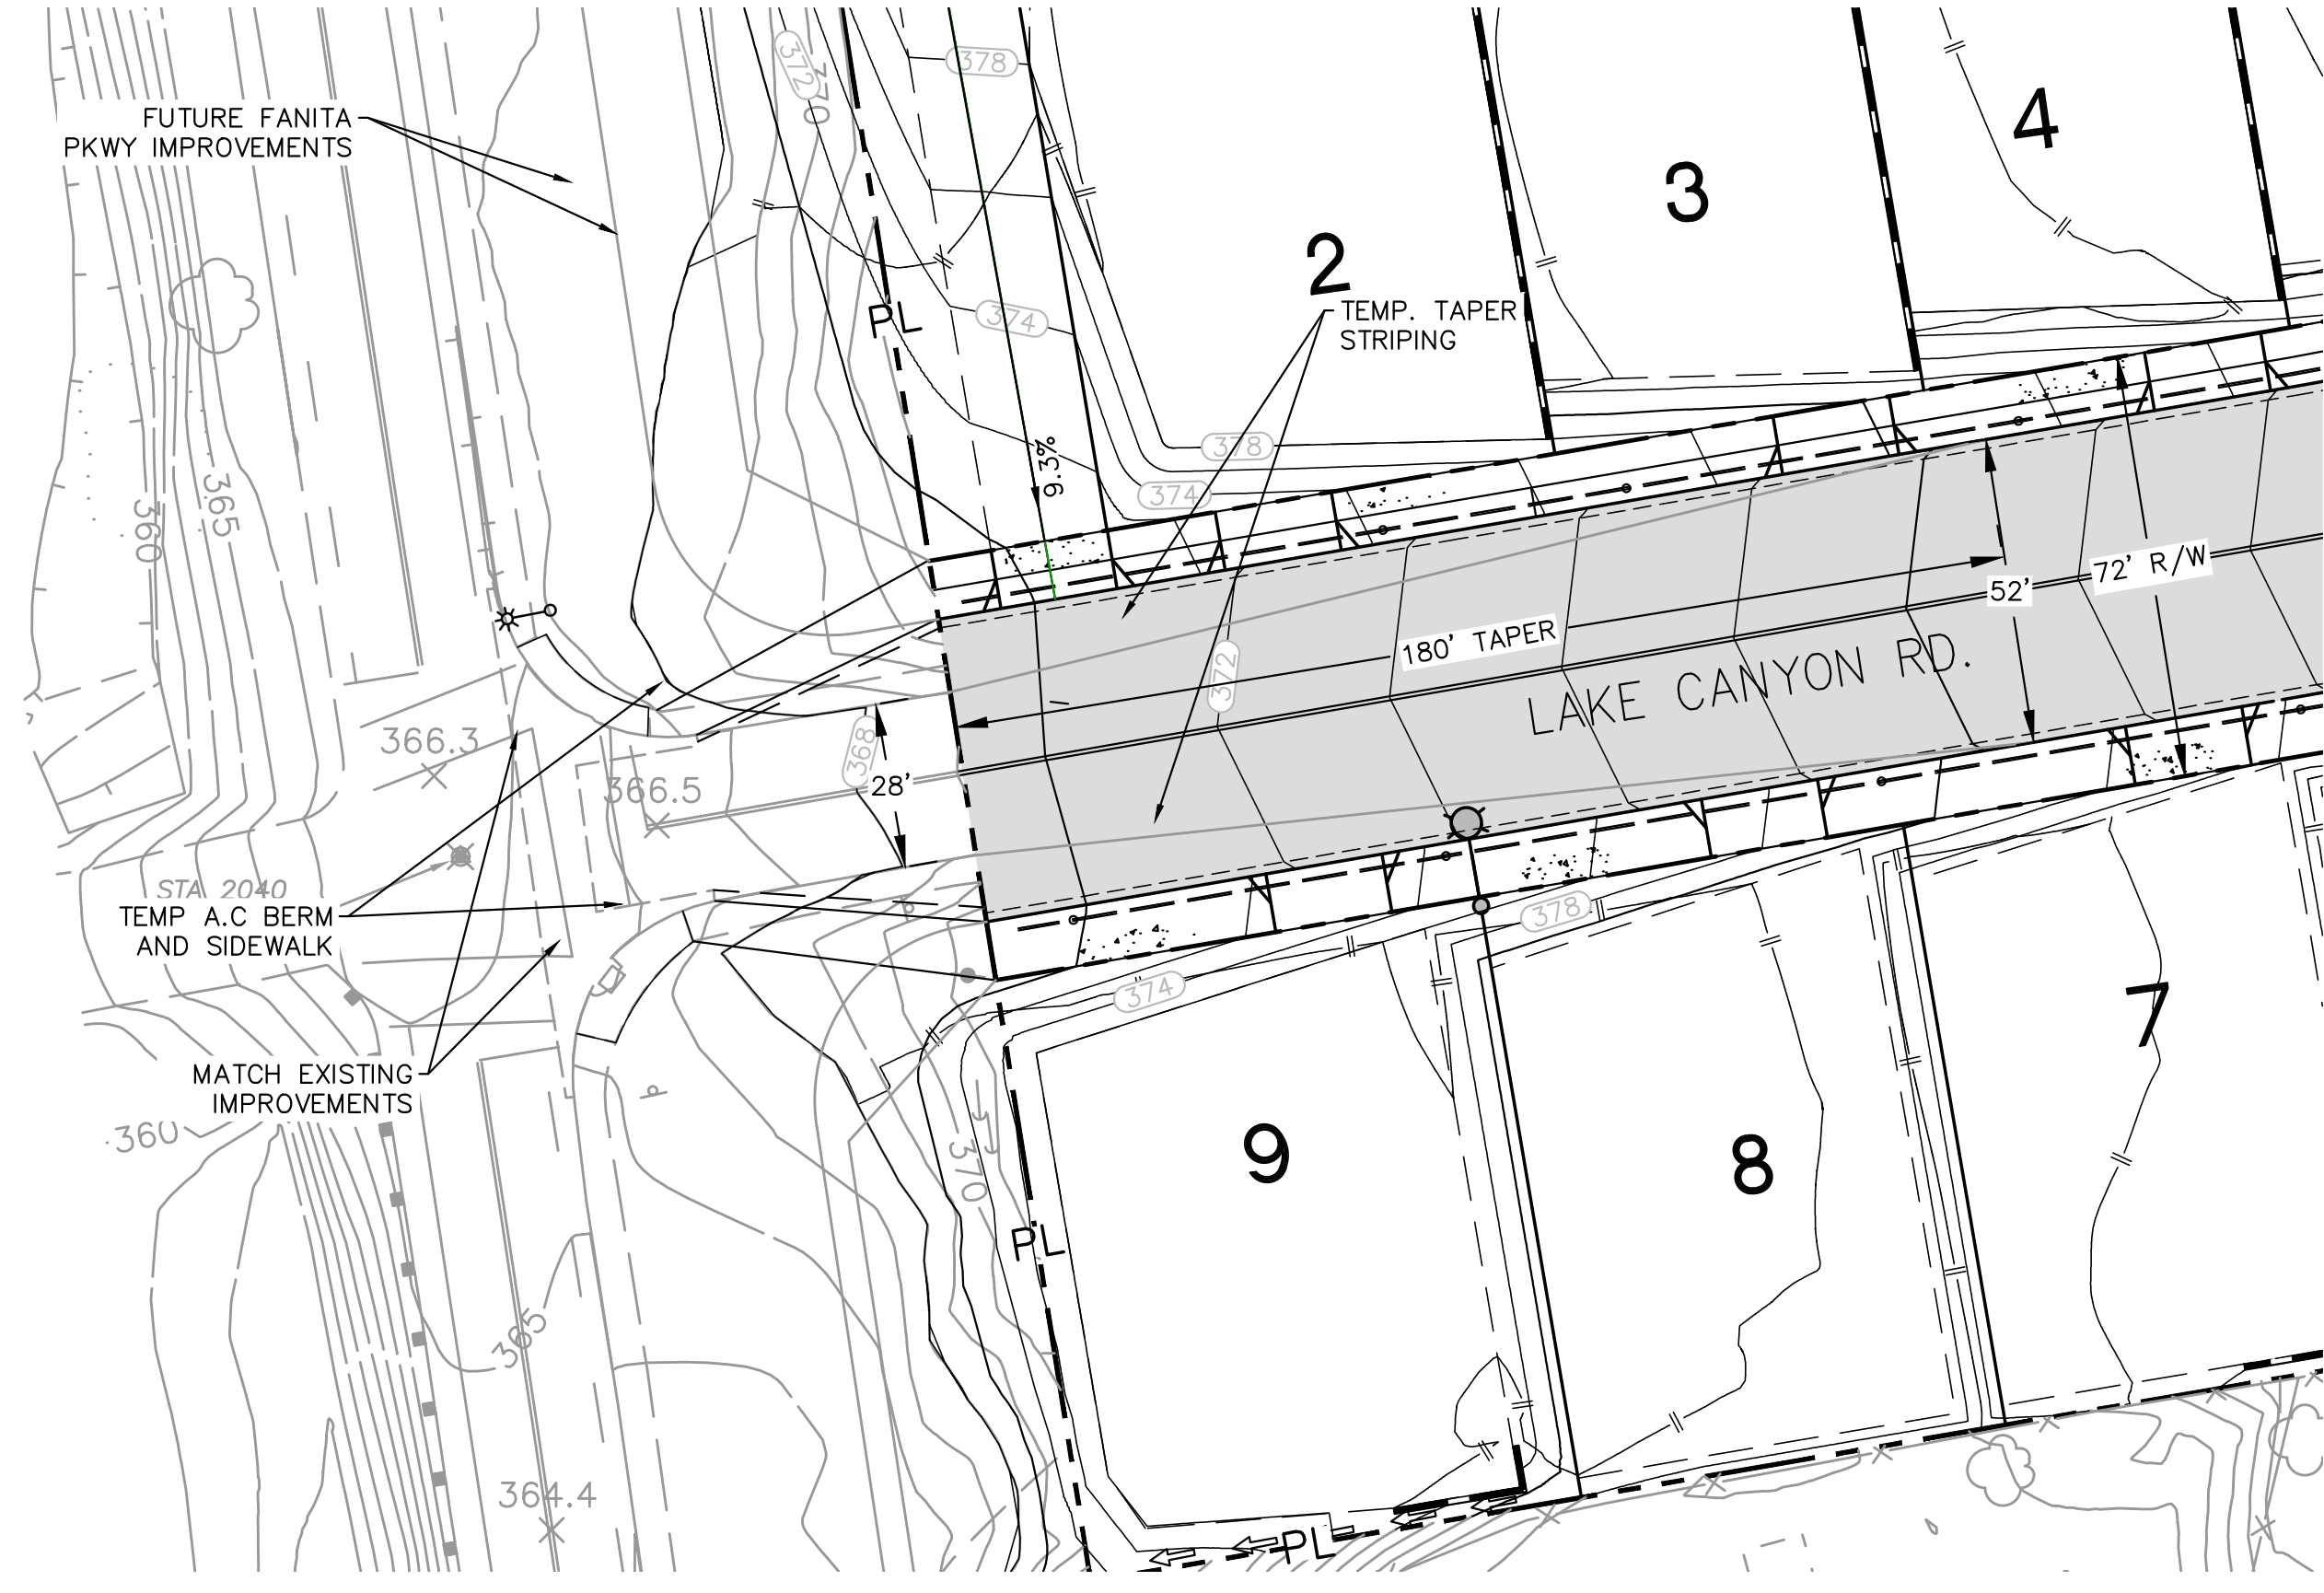 378
372
370
FUTURE FANITA
PKWY IMPROVEMENTS
4
3
2
TEMP. TAPER
STRIPING
PL
374
9.3%
378
374
365
360
72' R/W
52'
180' TAPER
LAKE CANYON RD.
372
366.3
368
366.5
28'
STA 2040
TEMP A.C BERM
AND SIDEWALK
378
374
7
MATCH EXISTING
IMPROVEMENTS
360
9
8
370
PL
365
364.4
PL